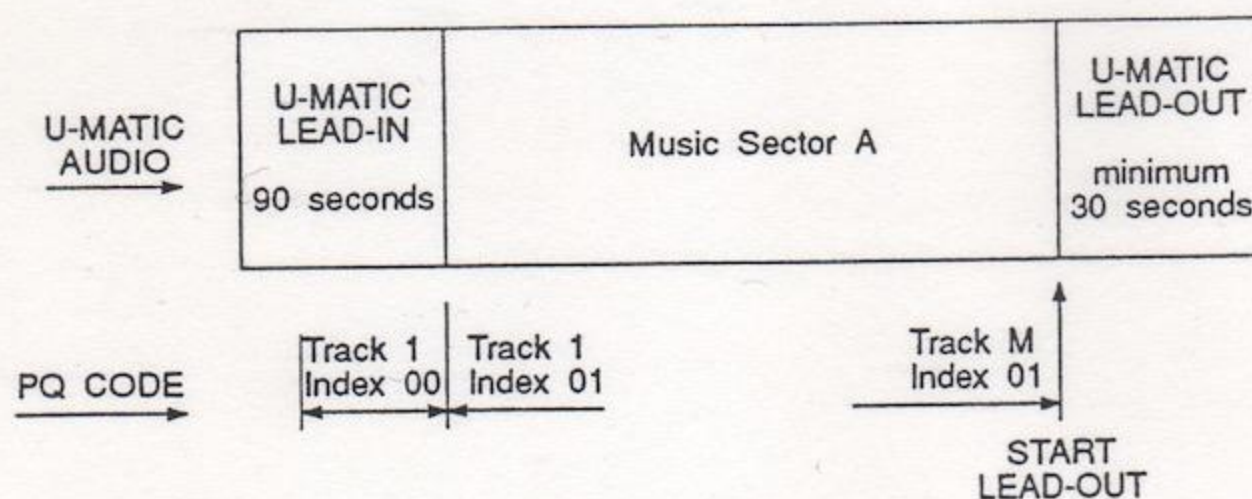 U-MATIC
AUDIO
U-MATIC
LEAD-IN
90 seconds
Music Sector A
U-MATIC
LEAD-OUT
minimum
30 seconds
PQ CODE
Track 1
Index 00
Track 1
Index 01
Track M
Index 01
START
LEAD-OUT